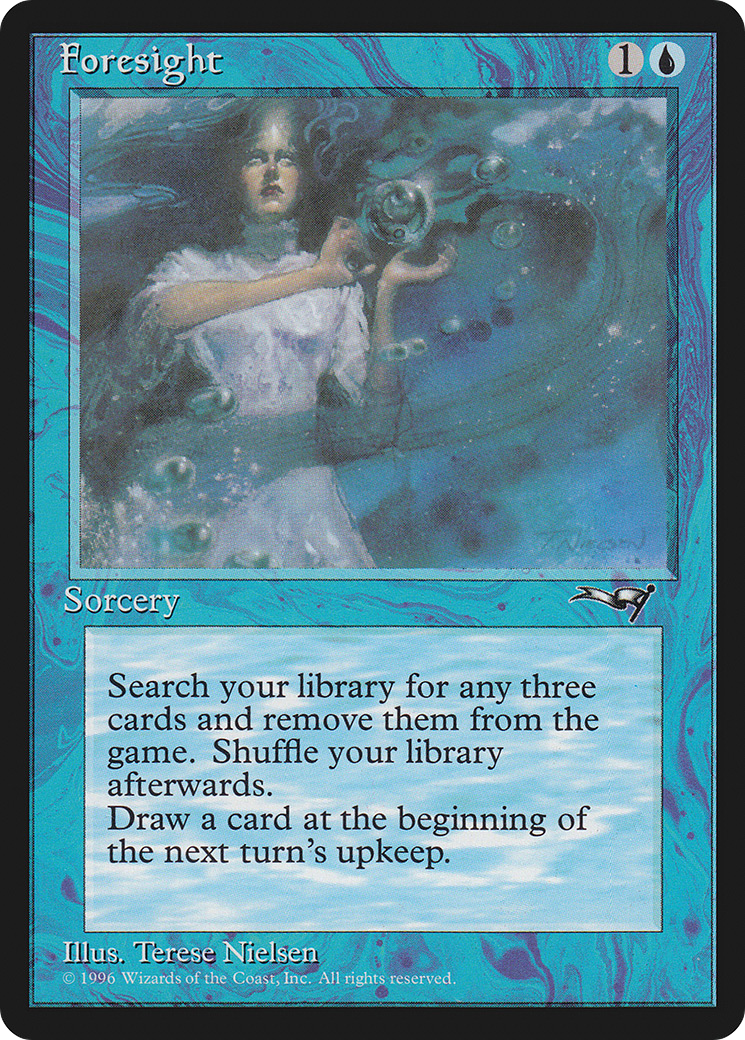 Foresight 1
T. NIELSEN
Sorcery
Search your library for any three
cards and remove them from the
game. Shuffle your library
afterwards.
Draw a card at the beginning of
the next turn's upkeep.
Illus. Terese Nielsen
© 1996 Wizards of the Coast, Inc. All rights reserved.